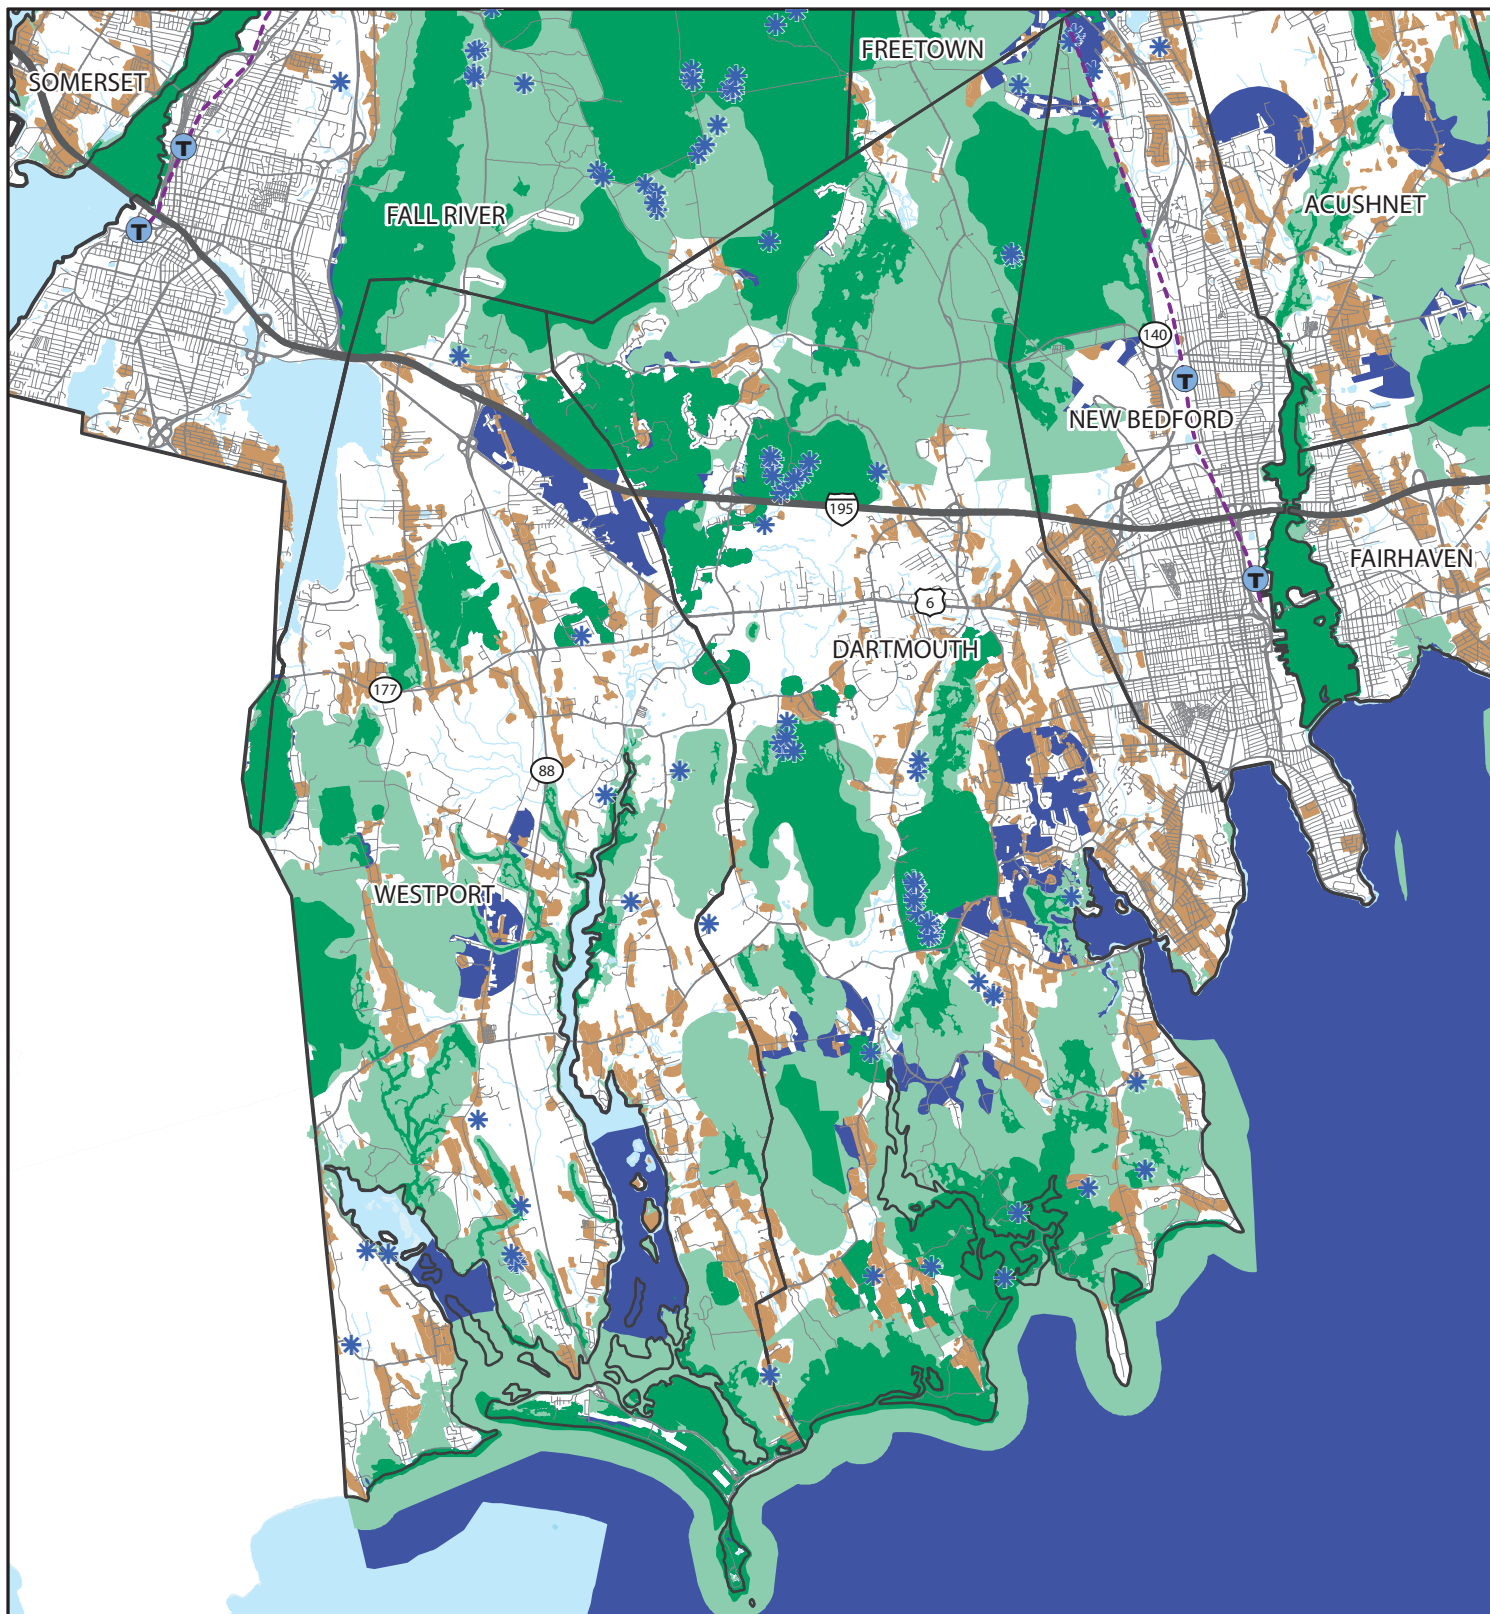 FREETOWN
SOMERSET
T
ACUSHNET
FALL RIVER
T
140
T
NEW BEDFORD
195
FAIRHAVEN
T
6
DARTMOUTH
177
88
WESTPORT